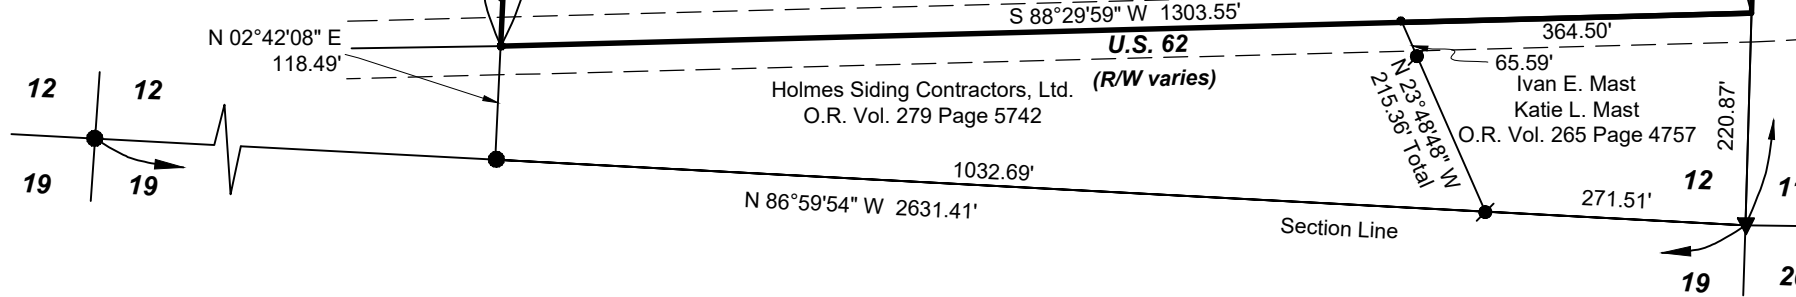 S 88°29'59" W 1303.55'
N 02°42'08" E
118.49'
U.S. 62
(R/W varies)
364.50'
65.59'
12
12
Holmes Siding Contractors, Ltd.
O.R. Vol. 279 Page 5742
N 23°48'48" W
215.36' Total
Ivan E. Mast
Katie L. Mast
O.R. Vol. 265 Page 4757
220.87'
19
19
1032.69'
N 86°59'54" W 2631.41'
Section Line
271.51'
12
19